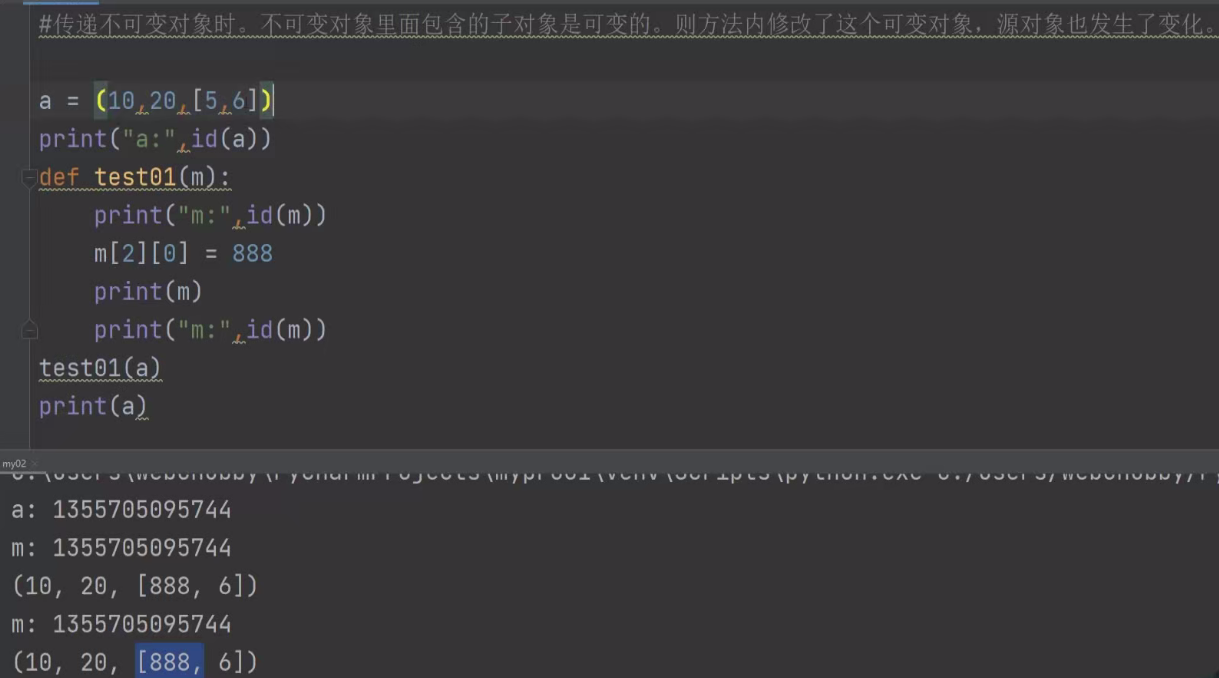 #传递不可变对象时。不可变对象里面包含的子对象是可变的。则方法内修改了这个可变对象，源对象也发生了变化。
a = (10,20,[5,6])
print("a:",id(a))
def test01(m):
    print("m:",id(m))
    m[2][0] = 888
    print(m)
    print("m:",id(m))
test01(a)
print(a)
my02
a: 1355705095744
m: 1355705095744
(10, 20, [888, 6])
m: 1355705095744
(10, 20, [888, 6])